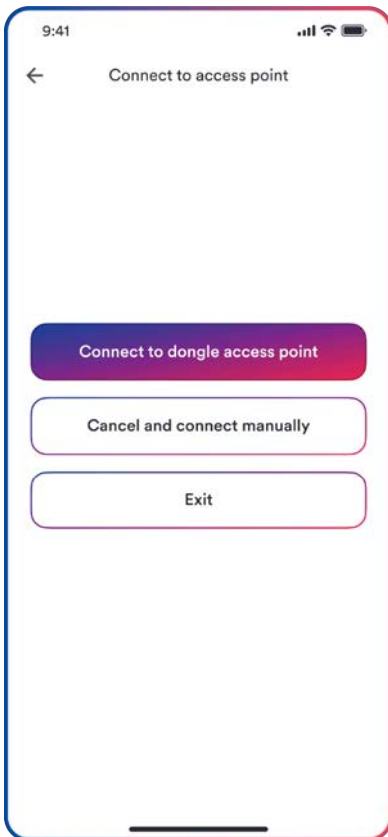 9:41
Connect to access point
Connect to dongle access point
Cancel and connect manually
Exit